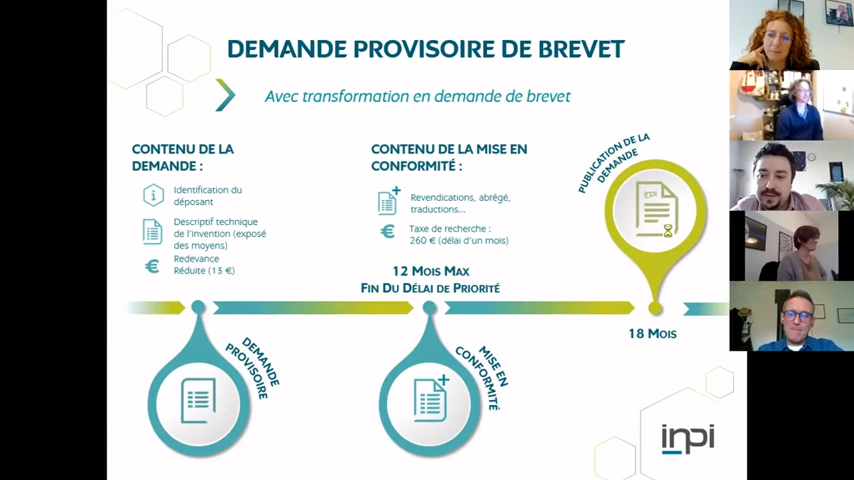 DEMANDE PROVISOIRE DE BREVET
Avec transformation en demande de brevet
CONTENU DE LA
DEMANDE :
Identification du
déposant
Descriptif technique
de l'invention (exposé
des moyens)
Redevance
Réduite (13 €)
CONTENU DE LA MISE EN
CONFORMITÉ :
Revendications, abrégé,
traductions...
Taxe de recherche :
260 € (délai d'un mois)
12 MOIS MAX
FIN DU DÉLAI DE PRIORITÉ
PUBLICATION DE LA
DEMANDE
inpi
18 MOIS
DEMANDE
PROVISOIRE
MISE EN
CONFORMITÉ
inpi